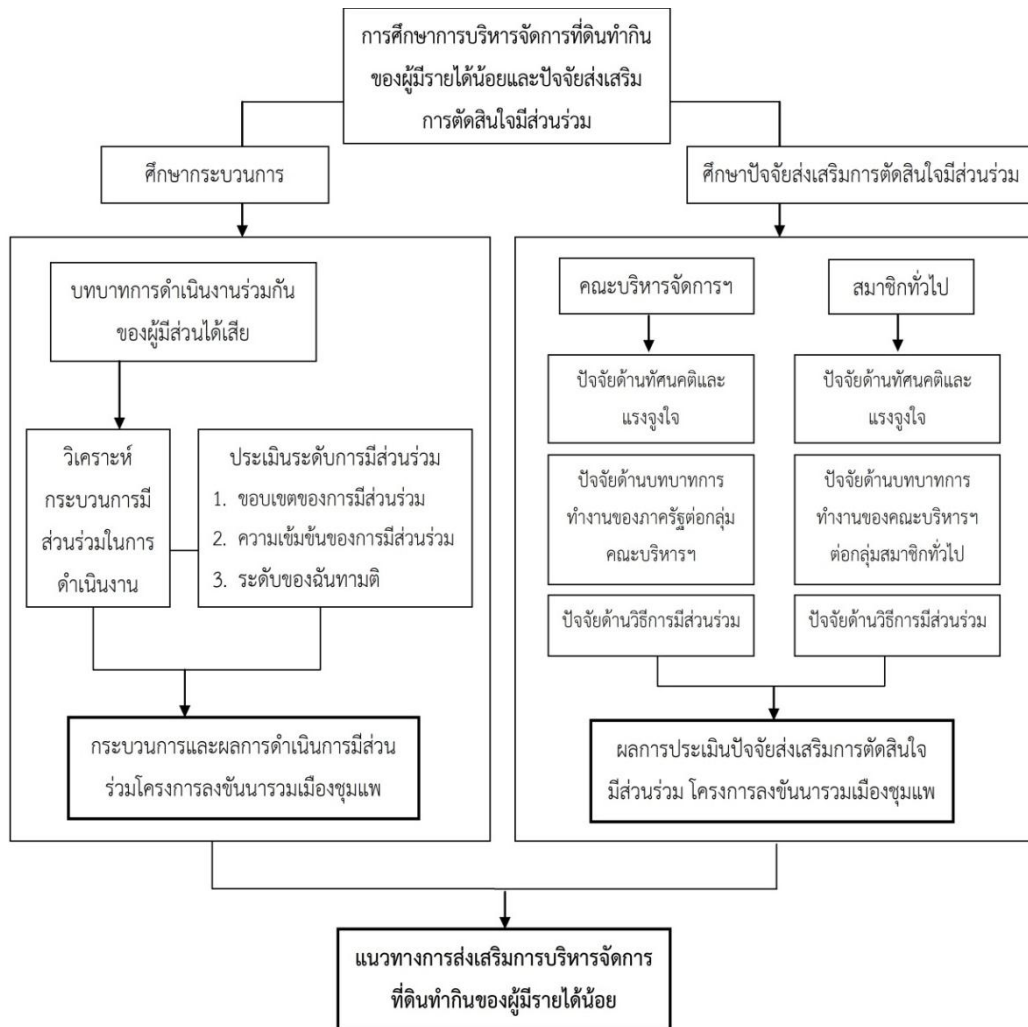 การศึกษาการบริหารจัดการที่ดินทำกิน
ของผู้มีรายได้น้อยและปัจจัยส่งเสริม
การตัดสินใจมีส่วนร่วม
ศึกษากระบวนการ
ศึกษาปัจจัยส่งเสริมการตัดสินใจมีส่วนร่วม
บทบาทการดำเนินงานร่วมกัน
ของผู้มีส่วนได้เสีย
วิเคราะห์
กระบวนการมี
ส่วนร่วมในการ
ดำเนินงาน
ประเมินระดับการมีส่วนร่วม
1. ขอบเขตของการมีส่วนร่วม
2. ความเข้มข้นของการมีส่วนร่วม
3. ระดับของฉันทามติ
กระบวนการและผลการดำเนินการมีส่วน
ร่วมโครงการลงขันนารวมเมืองชุมแพ
คณะบริหารจัดการฯ
ปัจจัยด้านทัศนคติและ
แรงจูงใจ
ปัจจัยด้านบทบาทการ
ทำงานของภาครัฐต่อกลุ่ม
คณะบริหารฯ
ปัจจัยด้านวิธีการมีส่วนร่วม
สมาชิกทั่วไป
ปัจจัยด้านทัศนคติและ
แรงจูงใจ
ปัจจัยด้านบทบาทการ
ทำงานของคณะบริหารฯ
ต่อกลุ่มสมาชิกทั่วไป
ปัจจัยด้านวิธีการมีส่วนร่วม
ผลการประเมินปัจจัยส่งเสริมการตัดสินใจ
มีส่วนร่วม โครงการลงขันนารวมเมืองชุมแพ
แนวทางการส่งเสริมการบริหารจัดการ
ที่ดินทำกินของผู้มีรายได้น้อย